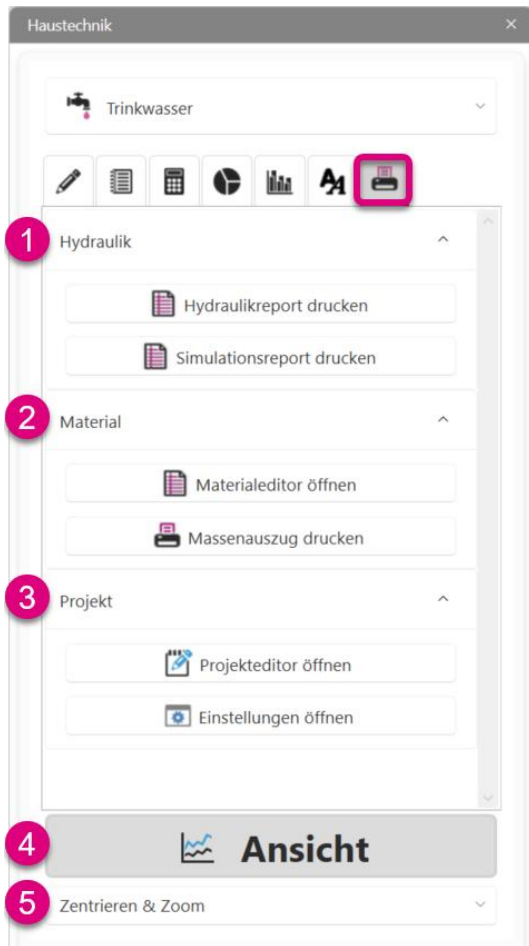 Haustechnik
Trinkwasser
1 Hydraulik
Hydraulikreport drucken
Simulationsreport drucken
2 Material
Materialeditor öffnen
Massenauszug drucken
3 Projekt
Projekteditor öffnen
Einstellungen öffnen
4 Ansicht
5 Zentrieren & Zoom